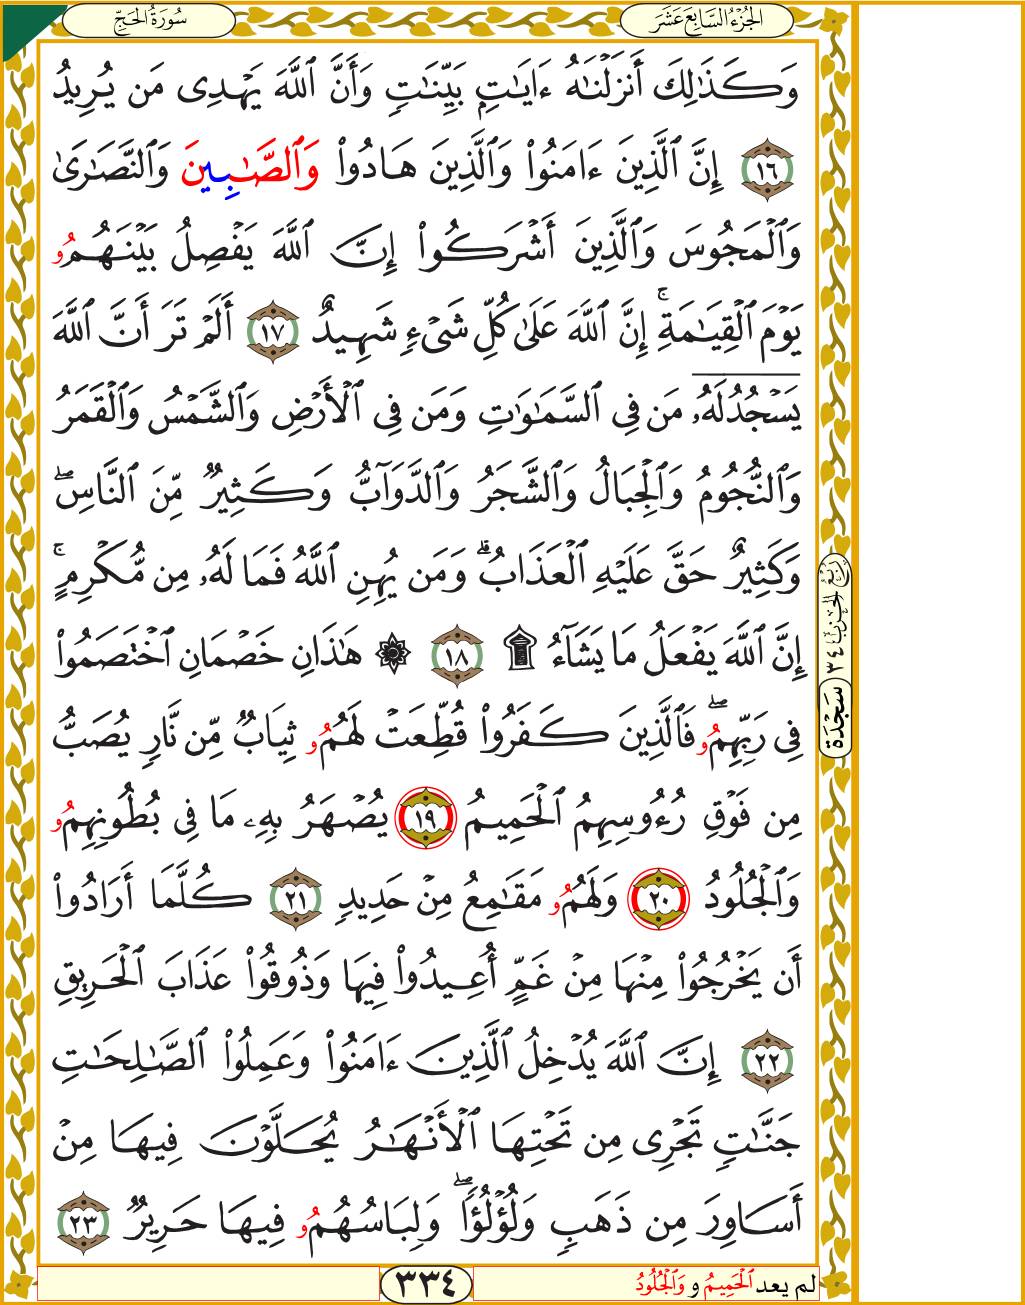 سُورَةُ الحَجِّ
الجُزْءُ السَّابِعَ عَشَرَ
وَكَذَٰلِكَ أَنزَلْنَٰهُ ءَايَٰتِۭ بَيِّنَٰتٖ وَأَنَّ ٱللَّهَ يَهْدِى مَن يُرِيدُ
١٦ إِنَّ ٱلَّذِينَ ءَامَنُواْ وَٱلَّذِينَ هَادُواْ وَٱلصَّٰبِينَ وَٱلنَّصَٰرَىٰ
وَٱلْمَجُوسَ وَٱلَّذِينَ أَشْرَكُواْ إِنَّ ٱللَّهَ يَفْصِلُ بَيْنَهُمُۥ
يَوْمَ ٱلْقِيَٰمَةِۚ إِنَّ ٱللَّهَ عَلَىٰ كُلِّ شَىْءٖ شَهِيدٌ ١٧ أَلَمْ تَرَ أَنَّ ٱللَّهَ
يَسْجُدُ لَهُۥ مَن فِى ٱلسَّمَٰوَٰتِ وَمَن فِى ٱلْأَرْضِ وَٱلشَّمْسُ وَٱلْقَمَرُ
وَٱلنُّجُومُ وَٱلْجِبَالُ وَٱلشَّجَرُ وَٱلدَّوَآبُّ وَكَثِيرٞ مِّنَ ٱلنَّاسِۖ
وَكَثِيرٌ حَقَّ عَلَيْهِ ٱلْعَذَابُۗ وَمَن يُهِنِ ٱللَّهُ فَمَا لَهُۥ مِن مُّكْرِمٍۚ
إِنَّ ٱللَّهَ يَفْعَلُ مَا يَشَآءُ ۩ ١٨ ۞ هَٰذَانِ خَصْمَانِ ٱخْتَصَمُواْ
فِى رَبِّهِمُۥۖ فَٱلَّذِينَ كَفَرُواْ قُطِّعَتْ لَهُمُۥ ثِيَابٞ مِّن نَّارٖ يُصَبُّ
مِن فَوْقِ رُءُوسِهِمُ ٱلْحَمِيمُ ١٩ يُصْهَرُ بِهِۦ مَا فِى بُطُونِهِمُۥ
وَٱلْجُلُودُ ٢٠ وَلَهُمُۥ مَقَٰمِعُ مِنْ حَدِيدٖ ٢١ كُلَّمَا أَرَادُواْ
أَن يَخْرُجُواْ مِنْهَا مِنْ غَمٍّ أُعِيدُواْ فِيهَا وَذُوقُواْ عَذَابَ ٱلْحَرِيقِ
٢٢ إِنَّ ٱللَّهَ يُدْخِلُ ٱلَّذِينَ ءَامَنُواْ وَعَمِلُواْ ٱلصَّٰلِحَٰتِ
جَنَّٰتٖ تَجْرِى مِن تَحْتِهَا ٱلْأَنْهَٰرُ يُحَلَّوْنَ فِيهَا مِنْ
أَسَاوِرَ مِن ذَهَبٖ وَلُؤْلُؤٗاۖ وَلِبَاسُهُمُۥ فِيهَا حَرِيرٞ ٢٣
رُبْعُ الحِزْبِ ٣٤
سَجْدَة
٣٣٤
لم يعد ٱلْحَمِيمُ و وَٱلْجُلُودُ